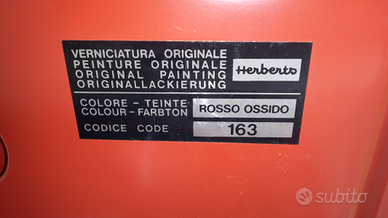 VERNICIATURA ORIGINALE
PEINTURE ORIGINALE
ORIGINAL PAINTING
ORIGINALLACKIERUNG
Herberts
COLORE - TEINTE
COLOUR - FARBTON
ROSSO OSSIDO
CODICE CODE
163
subito